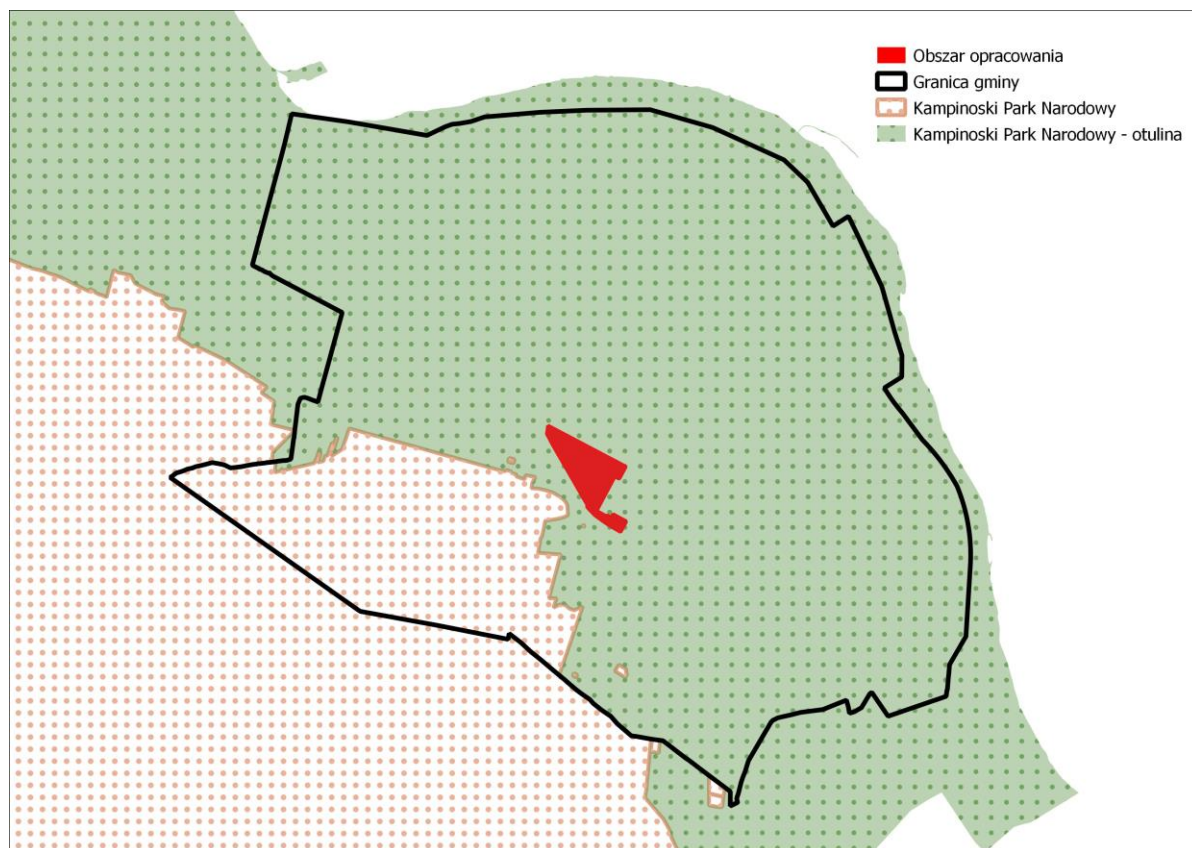 Obszar opracowania
Granica gminy
Kampinoski Park Narodowy
Kampinoski Park Narodowy - otulina